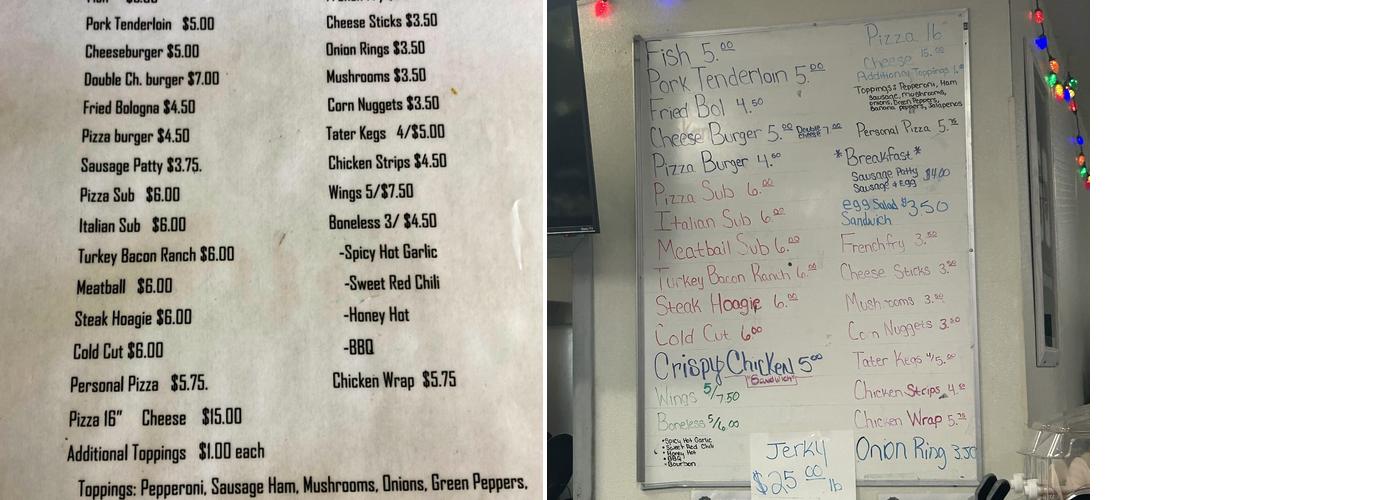 Pork Tenderloin $5.00
Cheeseburger $5.00
Double Ch. burger $7.00
Fried Bologna $4.50
Pizza burger $4.50
Sausage Patty $3.75.
Pizza Sub $6.00
Italian Sub $6.00
Turkey Bacon Ranch $6.00
Meatball $6.00
Steak Hoagie $6.00
Cold Cut $6.00
Personal Pizza $5.75.
Pizza 16” Cheese $15.00
Additional Toppings $1.00 each
Toppings: Pepperoni, Sausage Ham, Mushrooms, Onions, Green Peppers,
Cheese Sticks $3.50
Onion Rings $3.50
Mushrooms $3.50
Corn Nuggets $3.50
Tater Kegs 4/$5.00
Chicken Strips $4.50
Wings 5/$7.50
Boneless 3/ $4.50
-Spicy Hot Garlic
-Sweet Red Chili
-Honey Hot
-BBQ
Chicken Wrap $5.75
Fish 5.00
Pork Tenderloin 5.00
Fried Bol 4.50
Cheese Burger 5.00 Double Cheese 7.00
Pizza Burger 4.50
Pizza Sub 6.00
Italian Sub 6.00
Meatball Sub 6.00
Turkey Bacon Ranch 6.00
Steak Hoagie 6.00
Cold Cut 6.00
Crispy Chicken 5.00
"Sandwich"
Wings 5/7.50
Boneless 5/6.00
•Spicy Hot Garlic
•Sweet Red Chili
•Honey Hot
•BBQ
•Bourbon
Jerky
$25.00 lb
Pizza 16
Cheese 15.00
Additional Toppings
Toppings: Pepperoni, Ham
Sausage, Mushrooms,
onions, Green Peppers,
Banana peppers, Jalapenos
Personal Pizza 5.75
*Breakfast*
Sausage Patty
Sausage + Egg $4.00
egg Salad Sandwich $3.50
Frenchfry 3.50
Cheese Sticks 3.50
Mushrooms 3.50
Corn Nuggets 3.50
Tater Kegs 4/5.00
Chicken Strips 4.50
Chicken Wrap 5.75
Onion Ring 3.50